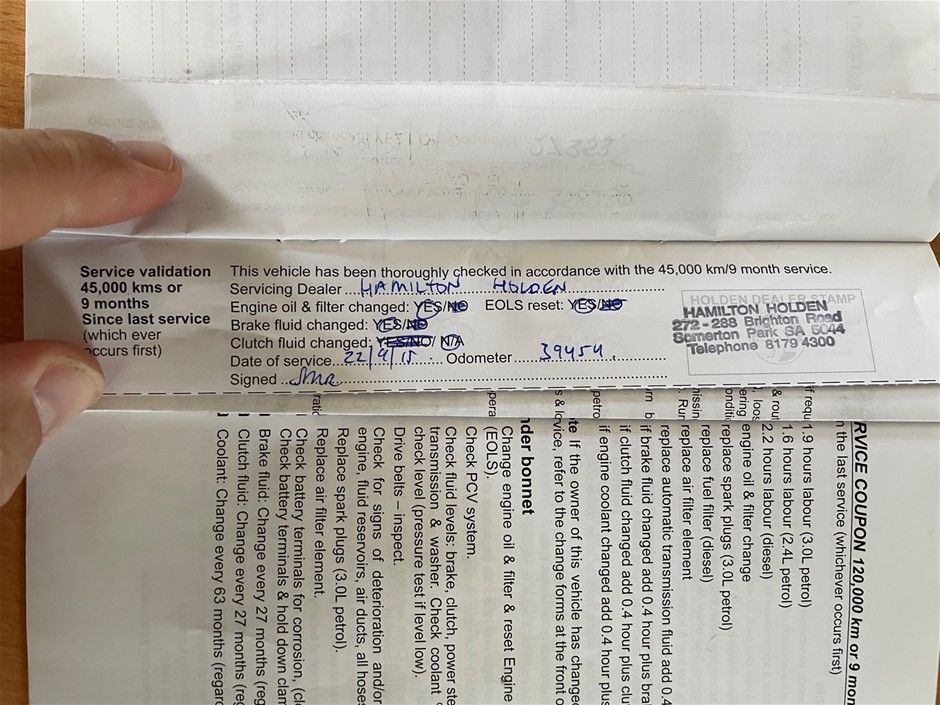 Service validation
45,000 kms or
9 months
Since last service
(which ever
occurs first)
This vehicle has been thoroughly checked in accordance with the 45,000 km/9 month service.
Servicing Dealer HAMILTON HOLDEN
Engine oil & filter changed: YES/NO EOLS reset: YES/NO
Brake fluid changed: YES/NO
Clutch fluid changed: YES/NO/ N/A
Date of service 22/9/15 Odometer 39454
Signed
HOLDEN DEALER STAMP
HAMILTON HOLDEN
272 - 288 Brighton Road
Somerton Park SA 5044
Telephone 8179 4300
RVICE COUPON 120,000 km or 9 mon
n the last service (whichever occurs first)
1.9 hours labour (3.0L petrol)
1.6 hours labour (2.4L petrol)
2.2 hours labour (diesel)
engine oil & filter change
replace spark plugs (3.0L petrol)
replace fuel filter (diesel)
replace air filter element
replace automatic transmission fluid add 0.4
if brake fluid changed add 0.4 hour plus bra
if clutch fluid changed add 0.4 hour plus clu
if engine coolant changed add 0.4 hour plus
te If the owner of this vehicle has changed
service, refer to the change forms at the front o
nder bonnet
Change engine oil & filter & reset Engine
(EOLS).
Check PCV system.
Check fluid levels: brake, clutch, power ste
transmission & washer. Check coolant
check level (pressure test if level low).
Drive belts – inspect.
Check for signs of deterioration and/or
engine, fluid reservoirs, air ducts, all hoses
Replace spark plugs (3.0L petrol).
Replace air filter element.
Check battery terminals for corrosion, (cle
Check battery terminals & hold down clam
Brake fluid: Change every 27 months (reg
Clutch fluid: Change every 27 months (reg
Coolant: Change every 63 months (regard